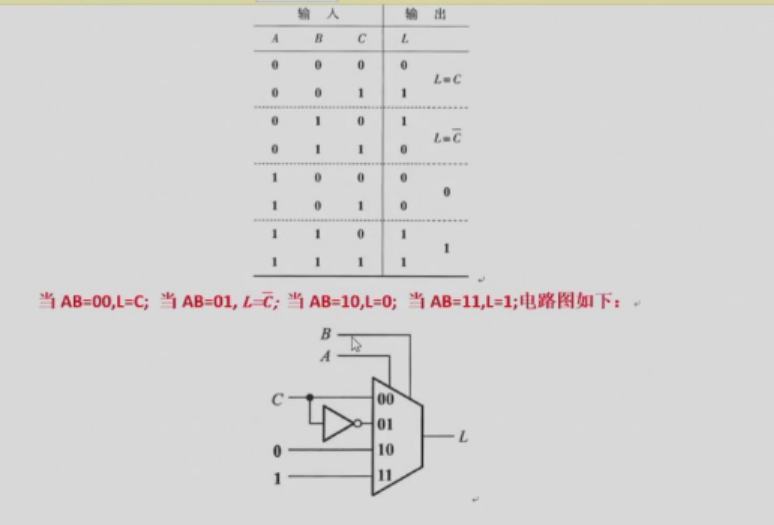 输 入 输 出
A B C L
0 0 0 0 L=C
0 0 1 1
0 1 0 1 L=C̅
0 1 1 0
1 0 0 0 0
1 0 1 0
1 1 0 1 1
1 1 1 1
当 AB=00,L=C; 当 AB=01, L=C̅; 当 AB=10,L=0; 当 AB=11,L=1;电路图如下：
B
A
C 00
01
L
0 10
1 11